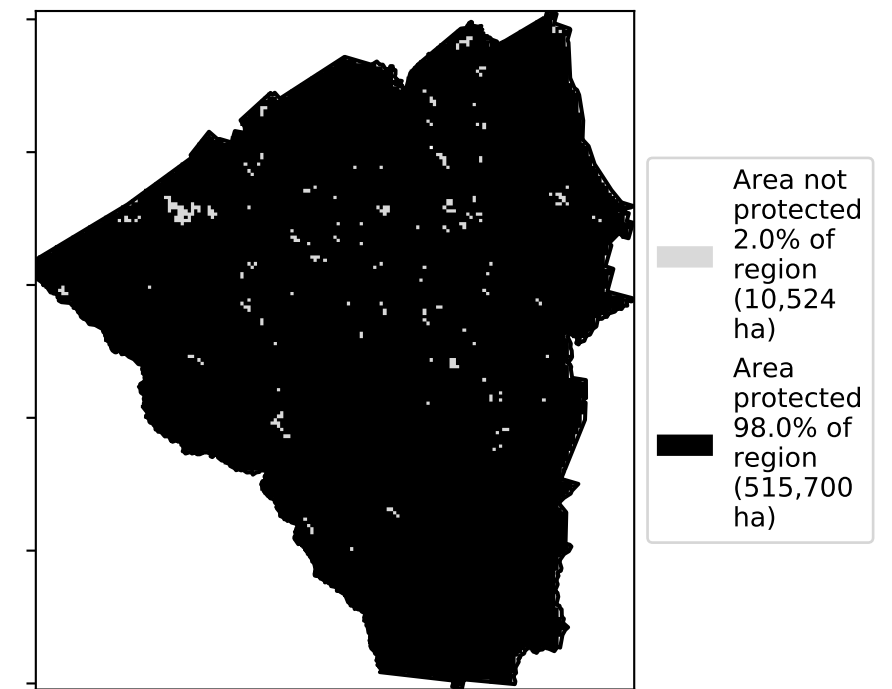 Area not
protected
2.0% of
region
(10,524
ha)
Area
protected
98.0% of
region
(515,700
ha)